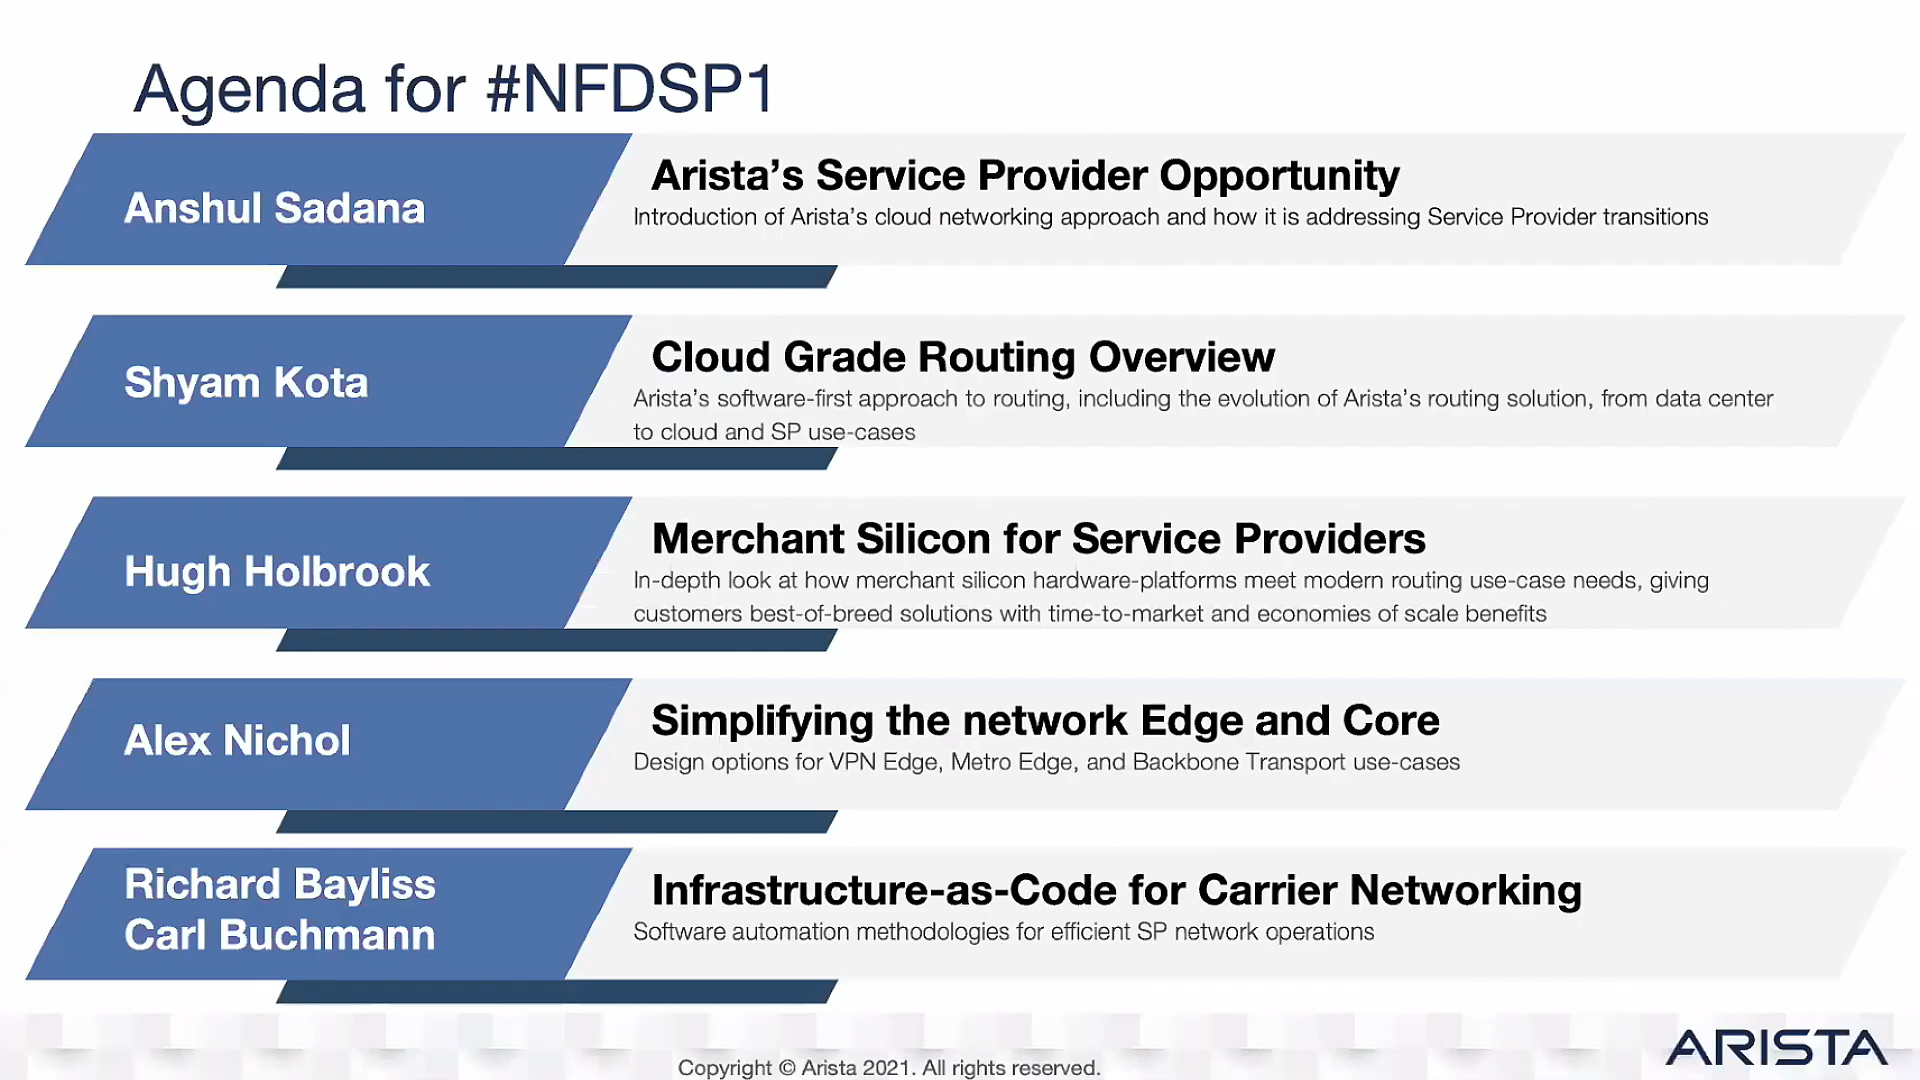 Agenda for #NFDSP1
Anshul Sadana
Arista’s Service Provider Opportunity
Introduction of Arista’s cloud networking approach and how it is addressing Service Provider transitions
Shyam Kota
Cloud Grade Routing Overview
Arista’s software-first approach to routing, including the evolution of Arista’s routing solution, from data center
to cloud and SP use-cases
Hugh Holbrook
Merchant Silicon for Service Providers
In-depth look at how merchant silicon hardware-platforms meet modern routing use-case needs, giving
customers best-of-breed solutions with time-to-market and economies of scale benefits
Alex Nichol
Simplifying the network Edge and Core
Design options for VPN Edge, Metro Edge, and Backbone Transport use-cases
Richard Bayliss
Carl Buchmann
Infrastructure-as-Code for Carrier Networking
Software automation methodologies for efficient SP network operations
Copyright © Arista 2021. All rights reserved.
ARISTA